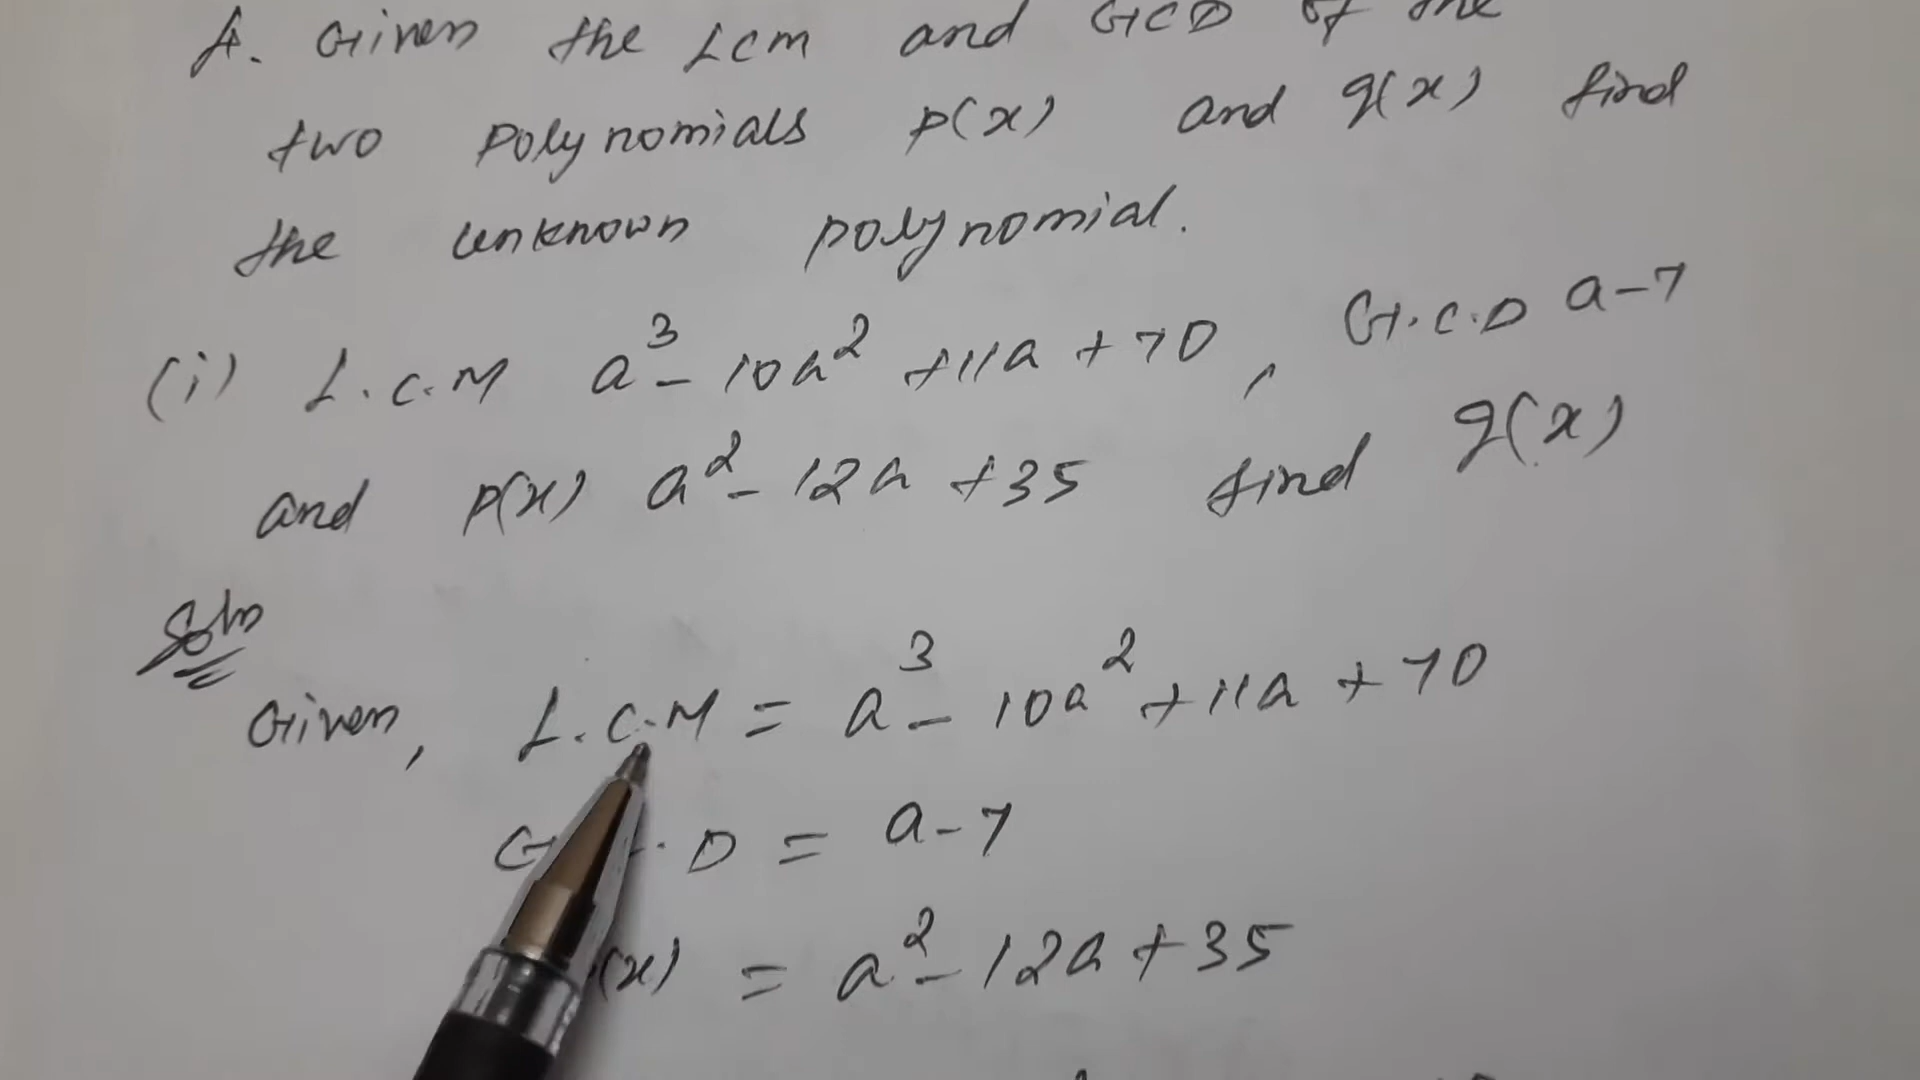 4. Given the LCM and GCD of the
two polynomials p(x) and q(x) find
the unknown polynomial.
(i) L.C.M a³ - 10a² + 11a + 70, G.C.D a - 7
and p(x) a² - 12a + 35 find q(x)
Soln
Given, L.C.M = a³ - 10a² + 11a + 70
G. . D = a - 7
(x) = a² - 12a + 35